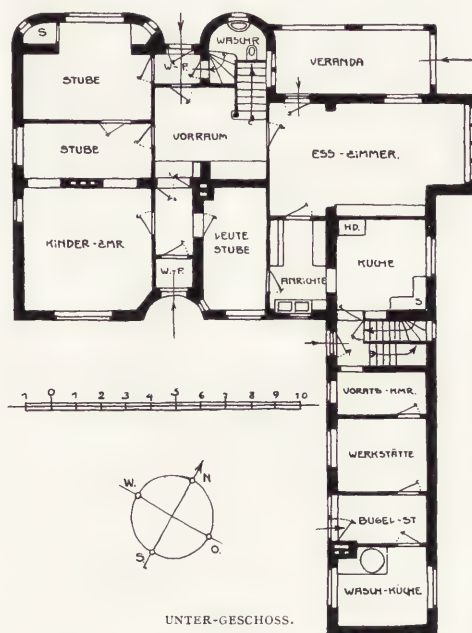 S
STUBE
W.-F.
WASCHR
VERANDA
STUBE
VORRAUM
ESS-ZIMMER.
KINDER-ZMR.
LEUTE
STUBE
W.-F.
ANRICHTE
HD.
KÜCHE
S
1 0 1 2 3 4 5 6 7 8 9 10
VORATS-KMR.
WERKSTÄTTE
BÜGEL-ST
WASCH-KÜCHE
W. N
S O.
UNTER-GESCHOSS.